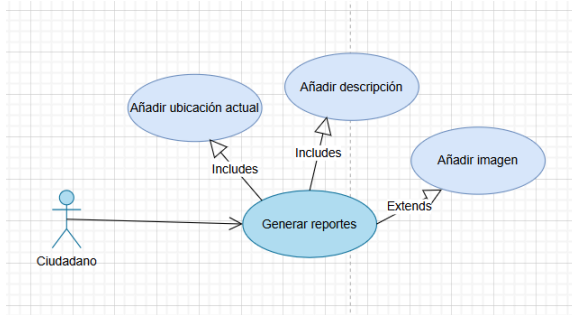 Añadir descripción
Añadir ubicación actual
Includes
Includes
Añadir imagen
Extends
Generar reportes
Ciudadano